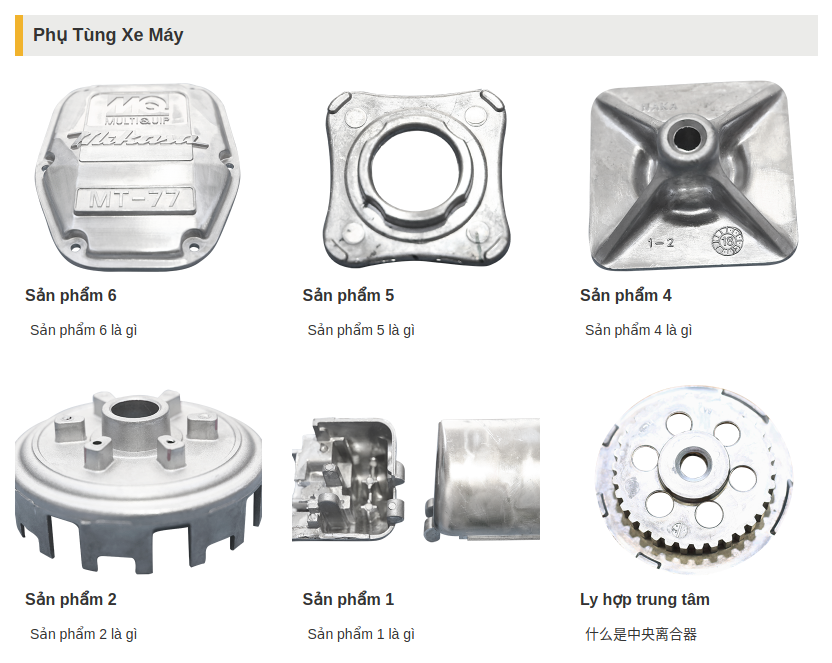 Phụ Tùng Xe Máy
MQ
MULTIQUIP
Mikasa
MT-77
1-2
Sản phẩm 6
Sản phẩm 5
Sản phẩm 4
Sản phẩm 6 là gì
Sản phẩm 5 là gì
Sản phẩm 4 là gì
Sản phẩm 2
Sản phẩm 1
Ly hợp trung tâm
Sản phẩm 2 là gì
Sản phẩm 1 là gì
什么是中央离合器